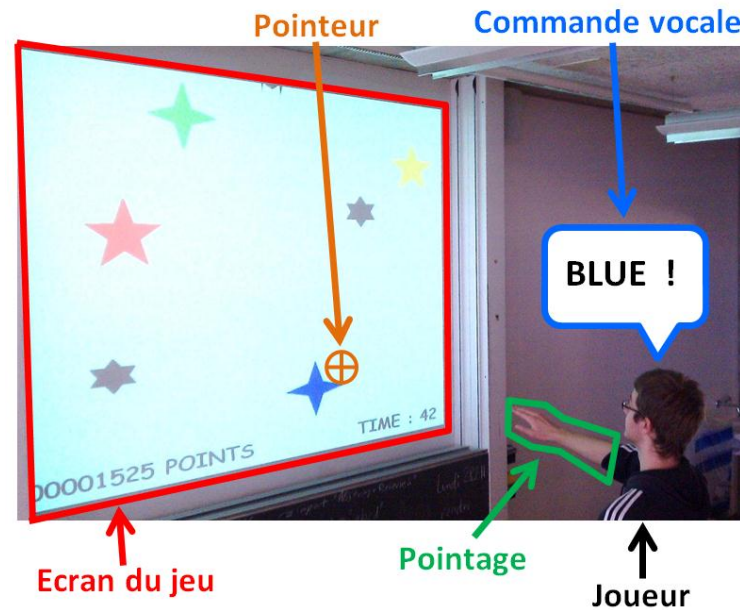 Pointeur
Commande vocale
BLUE !
TIME : 42
00001525 POINTS
Pointage
Ecran du jeu
Joueur